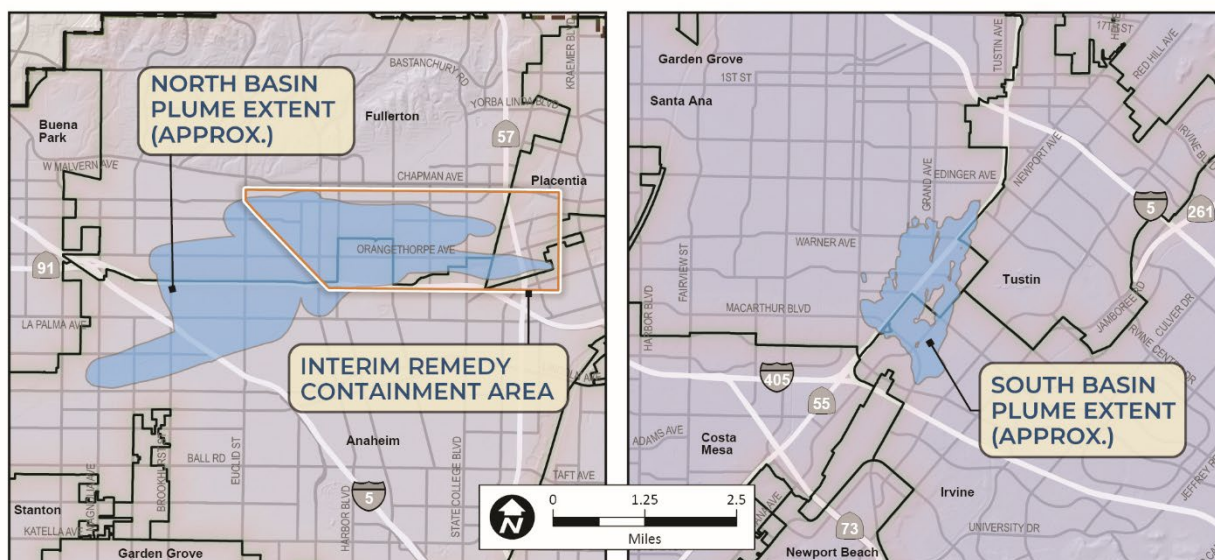 BASTANCHURY RD
KRAEMER BLVD
NORTH BASIN
PLUME EXTENT
(APPROX.)
YORBA LINDA BLVD
Fullerton
57
Buena
Park
W MALVERN AVE
CHAPMAN AVE
Placentia
ORANGETHORPE AVE
91
LA PALMA AVE
INTERIM REMEDY
CONTAINMENT AREA
EUCLID ST
Anaheim
BALL RD
STATE COLLEGE BLVD
HARBOR BLVD
TAFT AVE
Stanton
MAGNOLIA AVE
5
KATELLA AVE
Garden Grove
N
0 1.25 2.5
Miles
Garden Grove
1ST ST
TUSTIN AVE
17TH ST
RED HILL AVE
Santa Ana
NEWPORT AVE
GRAND AVE
EDINGER AVE
5
261
WARNER AVE
FAIRVIEW ST
HARBOR BLVD
Tustin
MACARTHUR BLVD
JAMBOREE RD
CULVER DR
405
55
SOUTH BASIN
PLUME EXTENT
(APPROX.)
ADAMS AVE
Costa
Mesa
Irvine
UNIVERSITY DR
73
Newport Beach